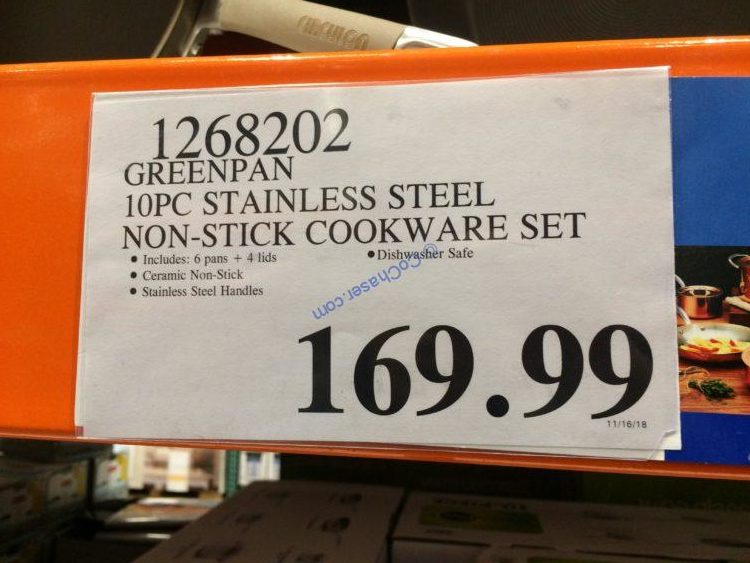 CIRCULON
1268202
GREENPAN
10PC STAINLESS STEEL
NON-STICK COOKWARE SET
• Includes: 6 pans + 4 lids
• Dishwasher Safe
• Ceramic Non-Stick
• Stainless Steel Handles
©CoChaser.com
169.99
11/16/18